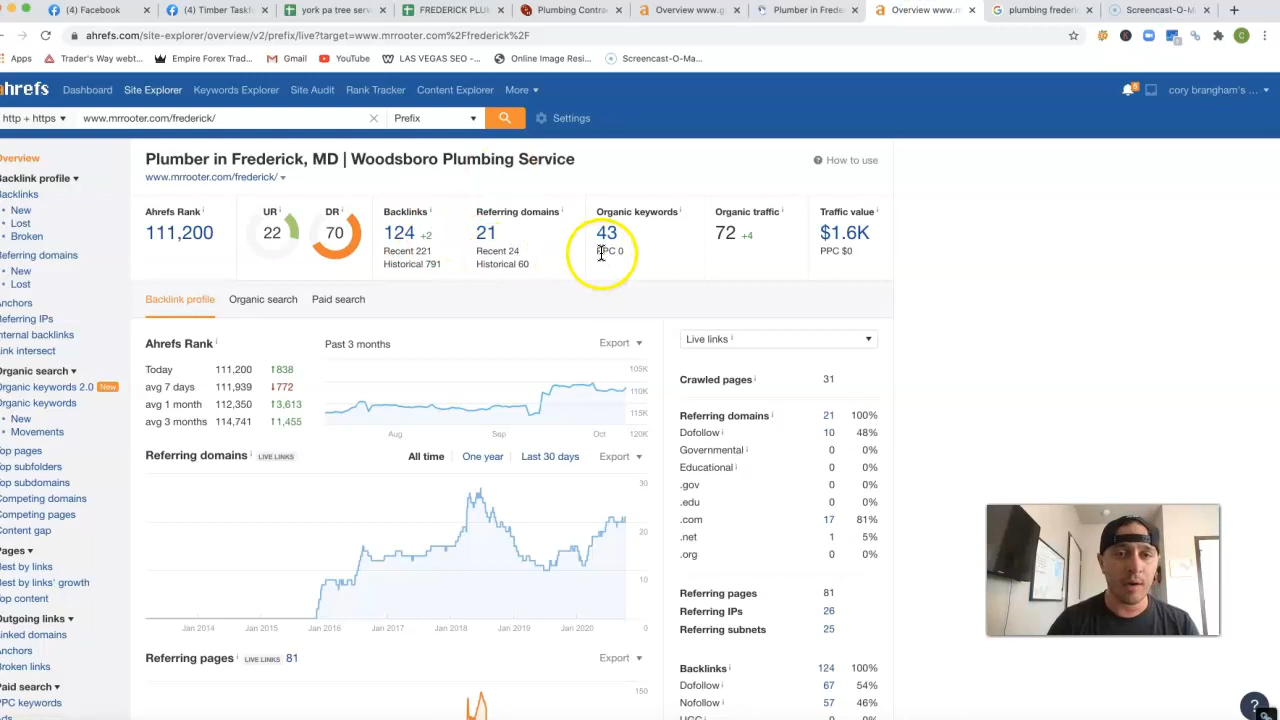 (4) Facebook × (4) Timber Taskf × york pa tree serv × FREDERICK PLU × Plumbing Contra × Overview www.g × Plumber in Frede × Overview www.m × plumbing frederi × Screencast-O-M × +
ahrefs.com/site-explorer/overview/v2/prefix/live?target=www.mrrooter.com%2Ffrederick%2F
Apps Trader's Way webt... Empire Forex Trad... Gmail YouTube LAS VEGAS SEO -... Online Image Resi... Screencast-O-Ma...
ahrefs Dashboard Site Explorer Keywords Explorer Site Audit Rank Tracker Content Explorer More cory brangham's ...
http + https www.mrrooter.com/frederick/ × Prefix Settings
Overview
Plumber in Frederick, MD | Woodsboro Plumbing Service How to use
www.mrrooter.com/frederick/
Backlink profile
Backlinks
New
Lost
Broken
Referring domains
New
Lost
Anchors
Referring IPs
Internal backlinks
Link intersect
Organic search
Organic keywords 2.0 New
Organic keywords
New
Movements
Top pages
Top subfolders
Top subdomains
Competing domains
Competing pages
Content gap
Pages
Best by links
Best by links' growth
Top content
Outgoing links
Linked domains
Anchors
Broken links
Paid search
PPC keywords
Ads
Ahrefs Rank UR DR Backlinks Referring domains Organic keywords Organic traffic Traffic value
111,200 22 70 124 +2 21 43 72 +4 $1.6K
Recent 221 Recent 24 PPC 0 PPC $0
Historical 791 Historical 60
Backlink profile Organic search Paid search
Ahrefs Rank Past 3 months Export
Today 111,200 ↑838
avg 7 days 111,939 ↓772
avg 1 month 112,350 ↑3,613
avg 3 months 114,741 ↑1,455
105K
110K
115K
120K
Aug Sep Oct
Referring domains LIVE LINKS All time One year Last 30 days Export
30
20
10
0
Jan 2014 Jan 2015 Jan 2016 Jan 2017 Jan 2018 Jan 2019 Jan 2020
Referring pages LIVE LINKS 81 Export
150
Live links
Crawled pages 31
Referring domains 21 100%
Dofollow 10 48%
Governmental 0 0%
Educational 0 0%
.gov 0 0%
.edu 0 0%
.com 17 81%
.net 1 5%
.org 0 0%
Referring pages 81
Referring IPs 26
Referring subnets 25
Backlinks 124 100%
Dofollow 67 54%
Nofollow 57 46%
UGC
?